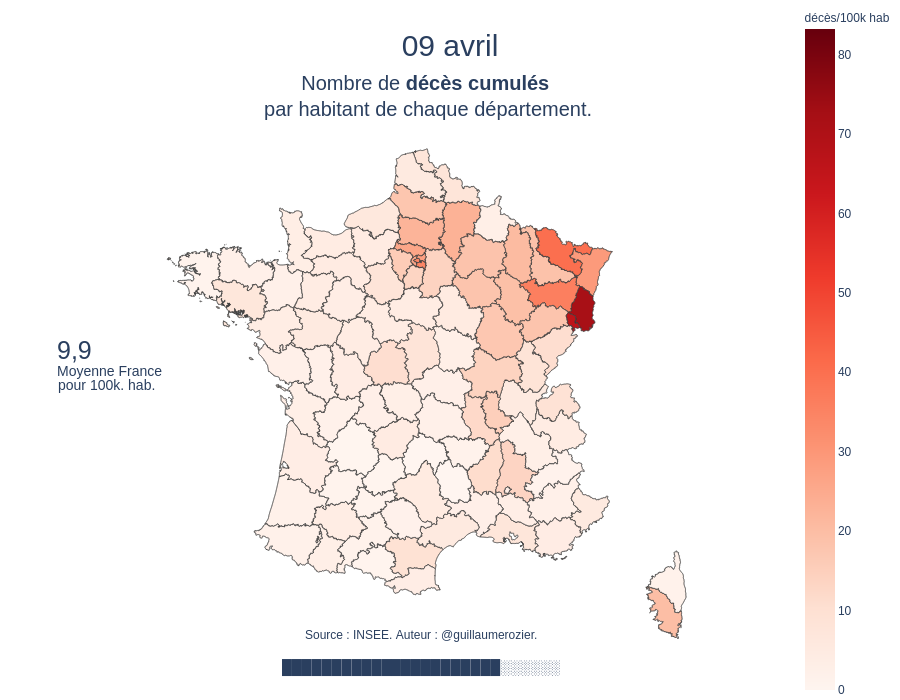 décès/100k hab
09 avril
Nombre de décès cumulés
par habitant de chaque département.
80
70
60
50
40
30
20
10
0
9,9
Moyenne France
pour 100k. hab.
Source : INSEE. Auteur : @guillaumerozier.